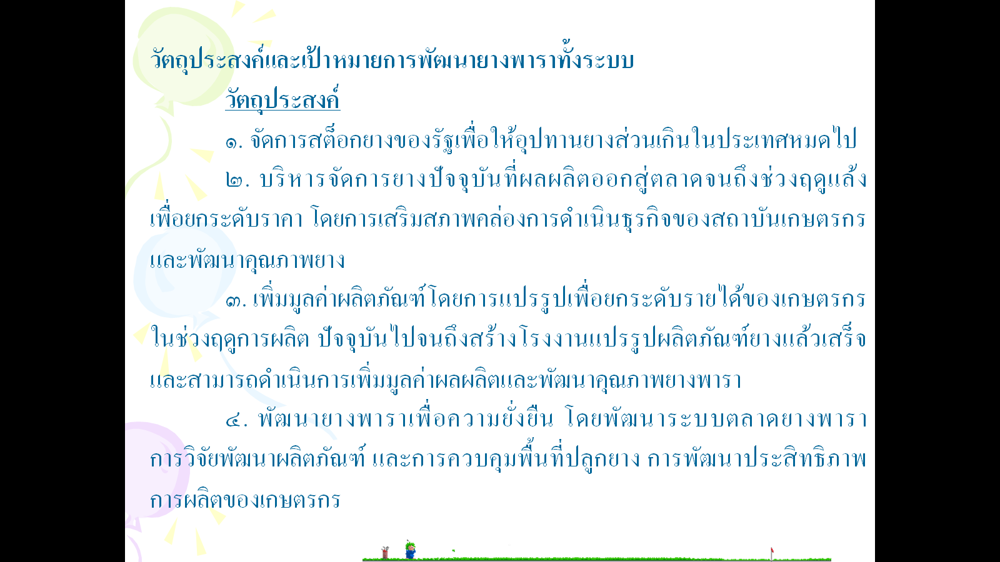 วัตถุประสงค์และเป้าหมายการพัฒนายางพาราทั้งระบบ
วัตถุประสงค์
๑. จัดการสต็อกยางของรัฐเพื่อให้อุปทานยางส่วนเกินในประเทศหมดไป
๒. บริหารจัดการยางปัจจุบันที่ผลผลิตออกสู่ตลาดจนถึงช่วงฤดูแล้ง
เพื่อยกระดับราคา โดยการเสริมสภาพคล่องการดำเนินธุรกิจของสถาบันเกษตรกร
และพัฒนาคุณภาพยาง
๓. เพิ่มมูลค่าผลิตภัณฑ์โดยการแปรรูปเพื่อยกระดับรายได้ของเกษตรกร
ในช่วงฤดูการผลิต ปัจจุบันไปจนถึงสร้างโรงงานแปรรูปผลิตภัณฑ์ยางแล้วเสร็จ
และสามารถดำเนินการเพิ่มมูลค่าผลผลิตและพัฒนาคุณภาพยางพารา
๔. พัฒนายางพาราเพื่อความยั่งยืน โดยพัฒนาระบบตลาดยางพารา
การวิจัยพัฒนาผลิตภัณฑ์ และการควบคุมพื้นที่ปลูกยาง การพัฒนาประสิทธิภาพ
การผลิตของเกษตรกร